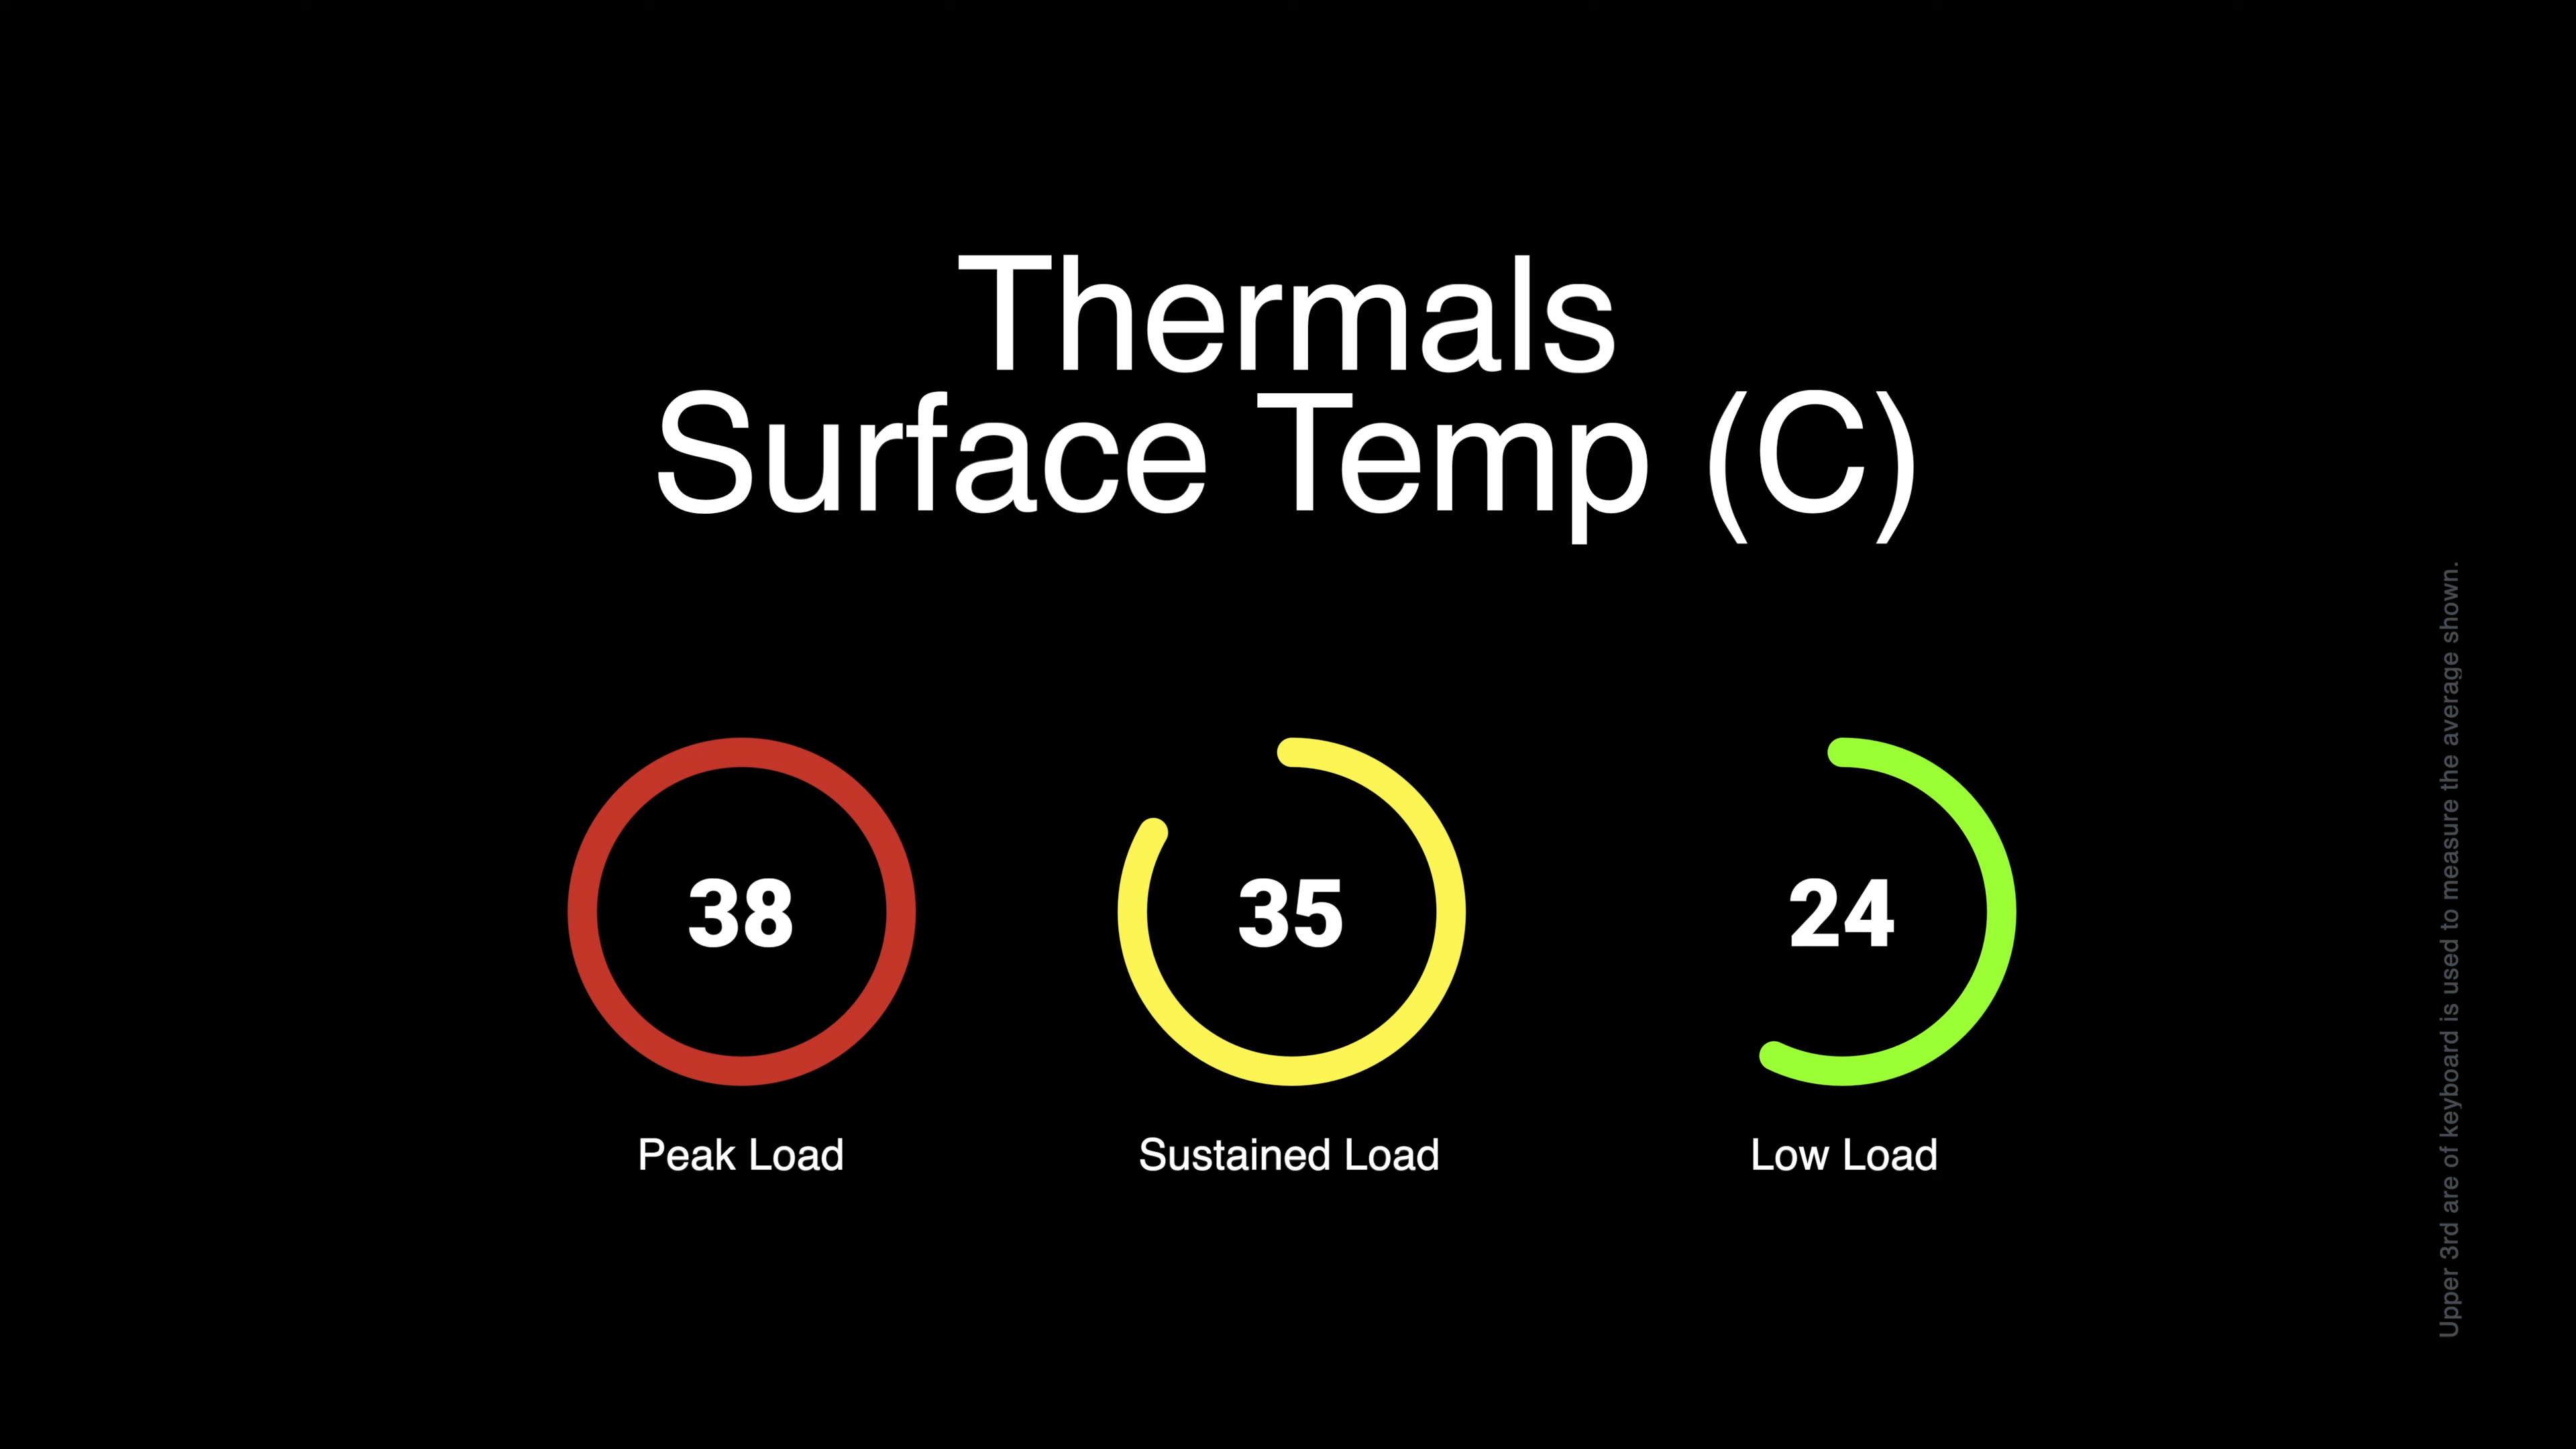 Thermals
Surface Temp (C)
38
35
24
Peak Load
Sustained Load
Low Load
Upper 3rd are of keyboard is used to measure the average shown.